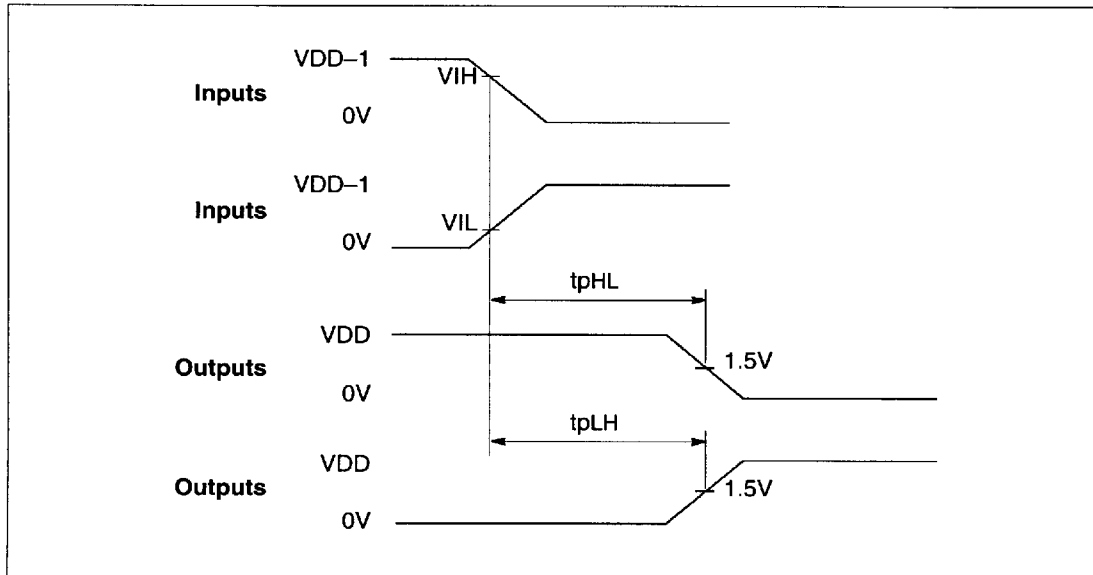 VDD–1
VIH
Inputs
0V
VDD–1
Inputs
VIL
0V
tpHL
VDD
Outputs
1.5V
0V
tpLH
VDD
Outputs
1.5V
0V